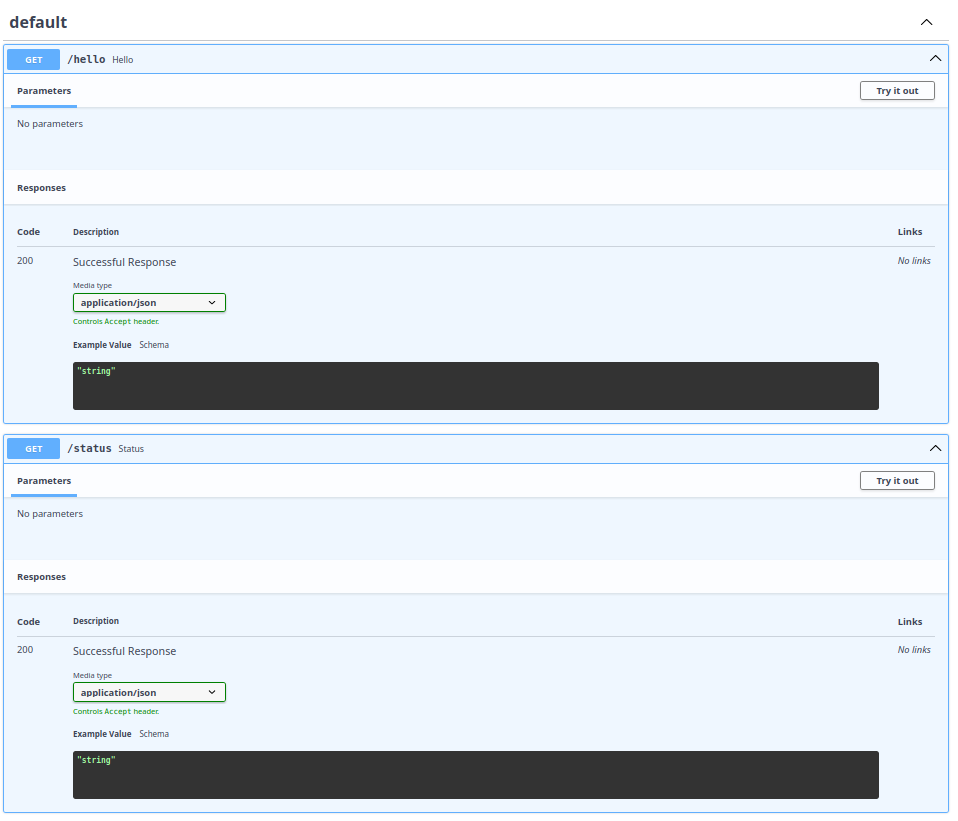 default
GET /hello Hello
Parameters Try it out
No parameters
Responses
Code Description Links
200 Successful Response No links
Media type
application/json
Controls Accept header.
Example Value Schema
"string"
GET /status Status
Parameters Try it out
No parameters
Responses
Code Description Links
200 Successful Response No links
Media type
application/json
Controls Accept header.
Example Value Schema
"string"